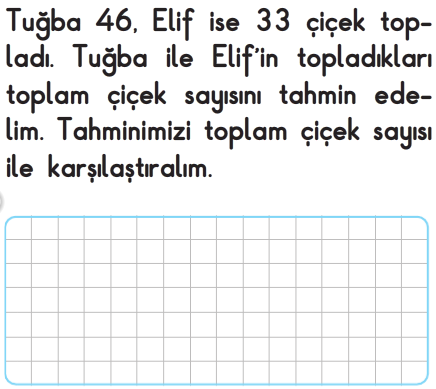 Tuğba 46, Elif ise 33 çiçek top-
ladı. Tuğba ile Elif'in topladıkları
toplam çiçek sayısını tahmin ede-
lim. Tahminimizi toplam çiçek sayısı
ile karşılaştıralım.